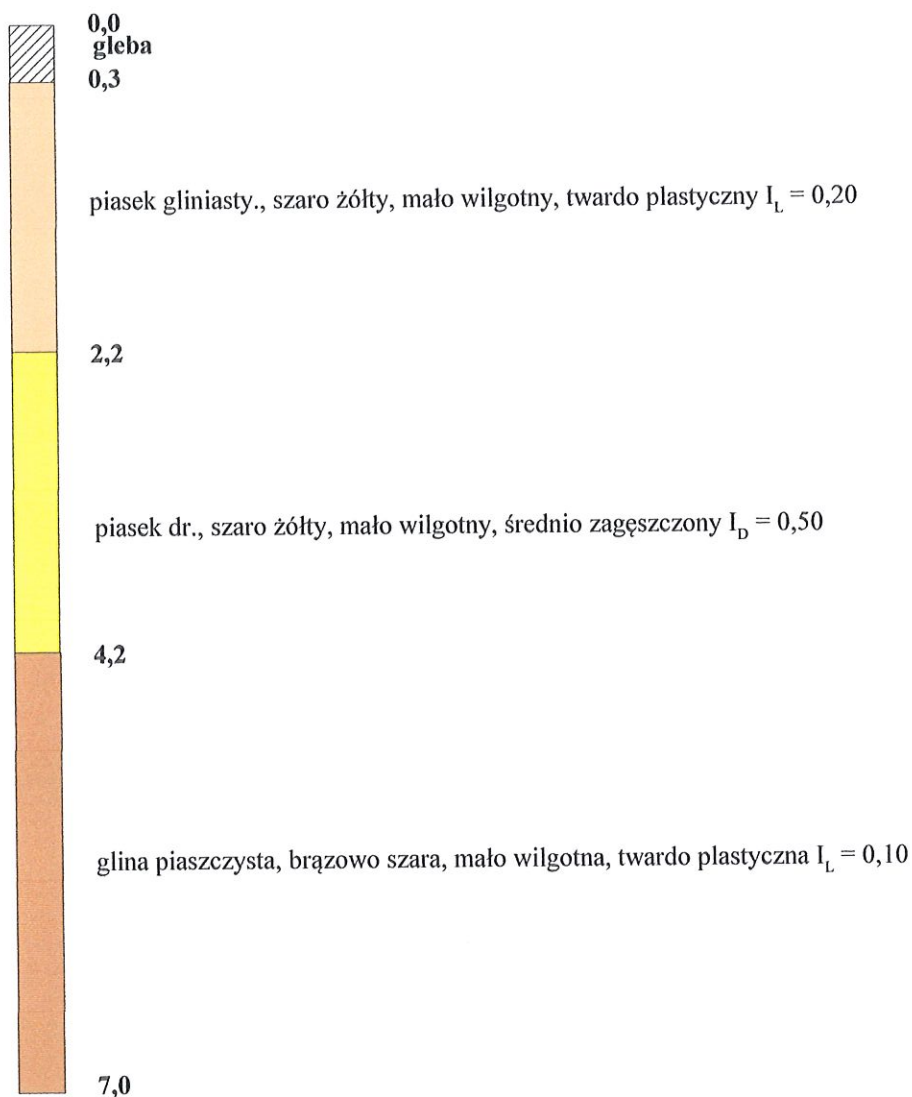 0,0
gleba
0,3
piasek gliniasty., szaro żółty, mało wilgotny, twardo plastyczny I_L = 0,20
2,2
piasek dr., szaro żółty, mało wilgotny, średnio zagęszczony I_D = 0,50
4,2
glina piaszczysta, brązowo szara, mało wilgotna, twardo plastyczna I_L = 0,10
7,0